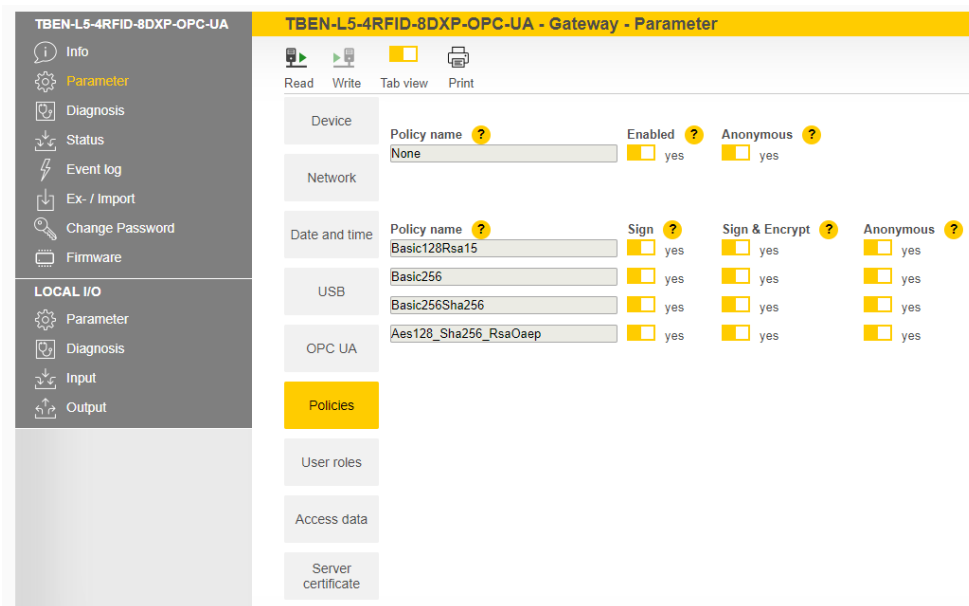 TBEN-L5-4RFID-8DXP-OPC-UA
Info
Parameter
Diagnosis
Status
Event log
Ex- / Import
Change Password
Firmware
LOCAL I/O
Parameter
Diagnosis
Input
Output
TBEN-L5-4RFID-8DXP-OPC-UA - Gateway - Parameter
Read Write Tab view Print
Device
Network
Date and time
USB
OPC UA
Policies
User roles
Access data
Server
certificate
Policy name ? Enabled ? Anonymous ?
None yes yes
Policy name ? Sign ? Sign & Encrypt ? Anonymous ?
Basic128Rsa15 yes yes yes
Basic256 yes yes yes
Basic256Sha256 yes yes yes
Aes128_Sha256_RsaOaep yes yes yes